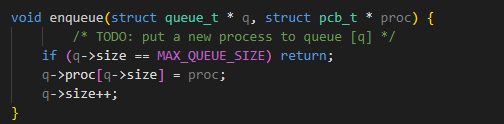 void enqueue(struct queue_t * q, struct pcb_t * proc) {
        /* TODO: put a new process to queue [q] */
    if (q->size == MAX_QUEUE_SIZE) return;
    q->proc[q->size] = proc;
    q->size++;
}